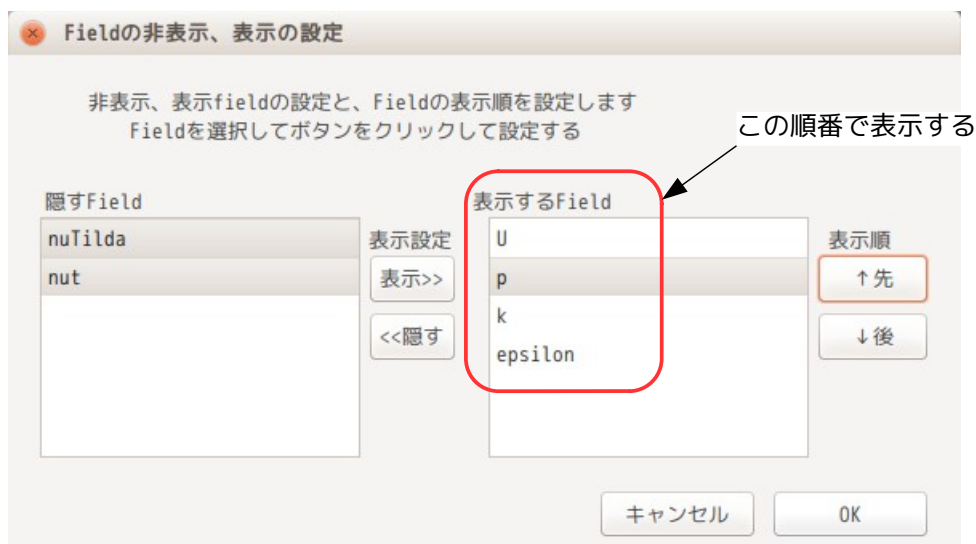 Fieldの非表示、表示の設定
非表示、表示fieldの設定と、Fieldの表示順を設定します
Fieldを選択してボタンをクリックして設定する
この順番で表示する
隠すField
表示するField
nuTilda
nut
表示設定
表示>>
<<隠す
U
p
k
epsilon
表示順
↑先
↓後
キャンセル
OK